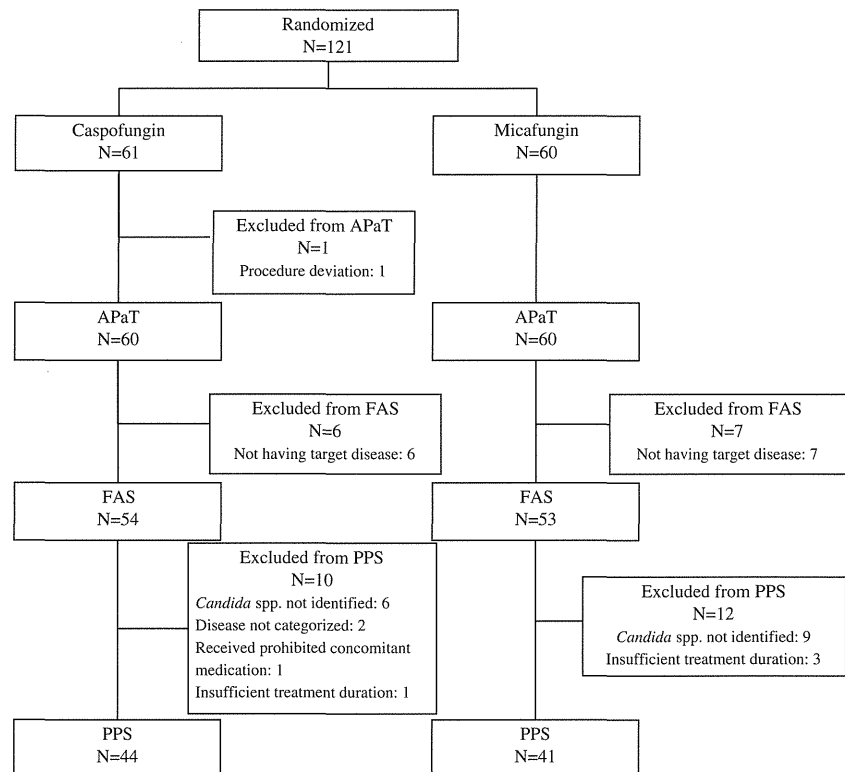 Randomized
N=121
Caspofungin
N=61
Micafungin
N=60
Excluded from APaT
N=1
Procedure deviation: 1
APaT
N=60
APaT
N=60
Excluded from FAS
N=6
Not having target disease: 6
Excluded from FAS
N=7
Not having target disease: 7
FAS
N=54
FAS
N=53
Excluded from PPS
N=10
Candida spp. not identified: 6
Disease not categorized: 2
Received prohibited concomitant
medication: 1
Insufficient treatment duration: 1
Excluded from PPS
N=12
Candida spp. not identified: 9
Insufficient treatment duration: 3
PPS
N=44
PPS
N=41